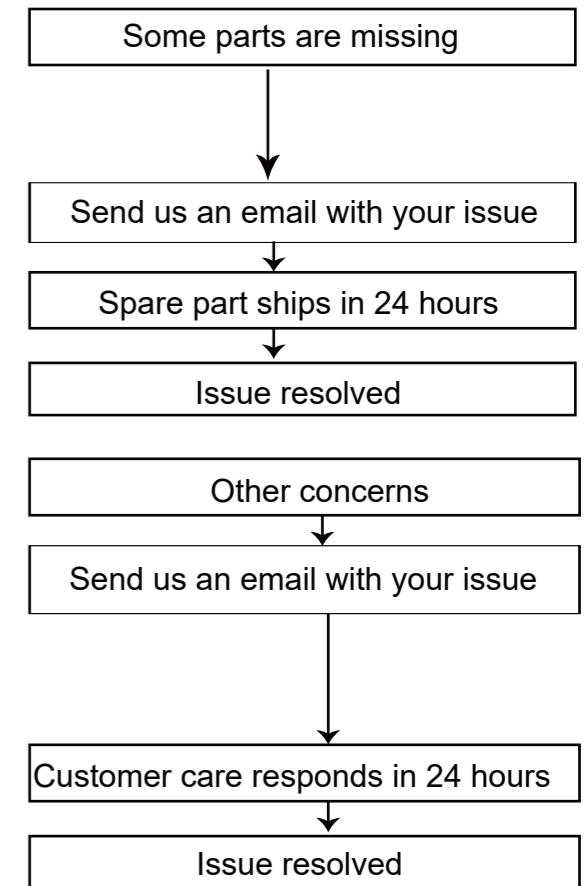 Some parts are missing
Send us an email with your issue
Spare part ships in 24 hours
Issue resolved
Other concerns
Send us an email with your issue
Customer care responds in 24 hours
Issue resolved